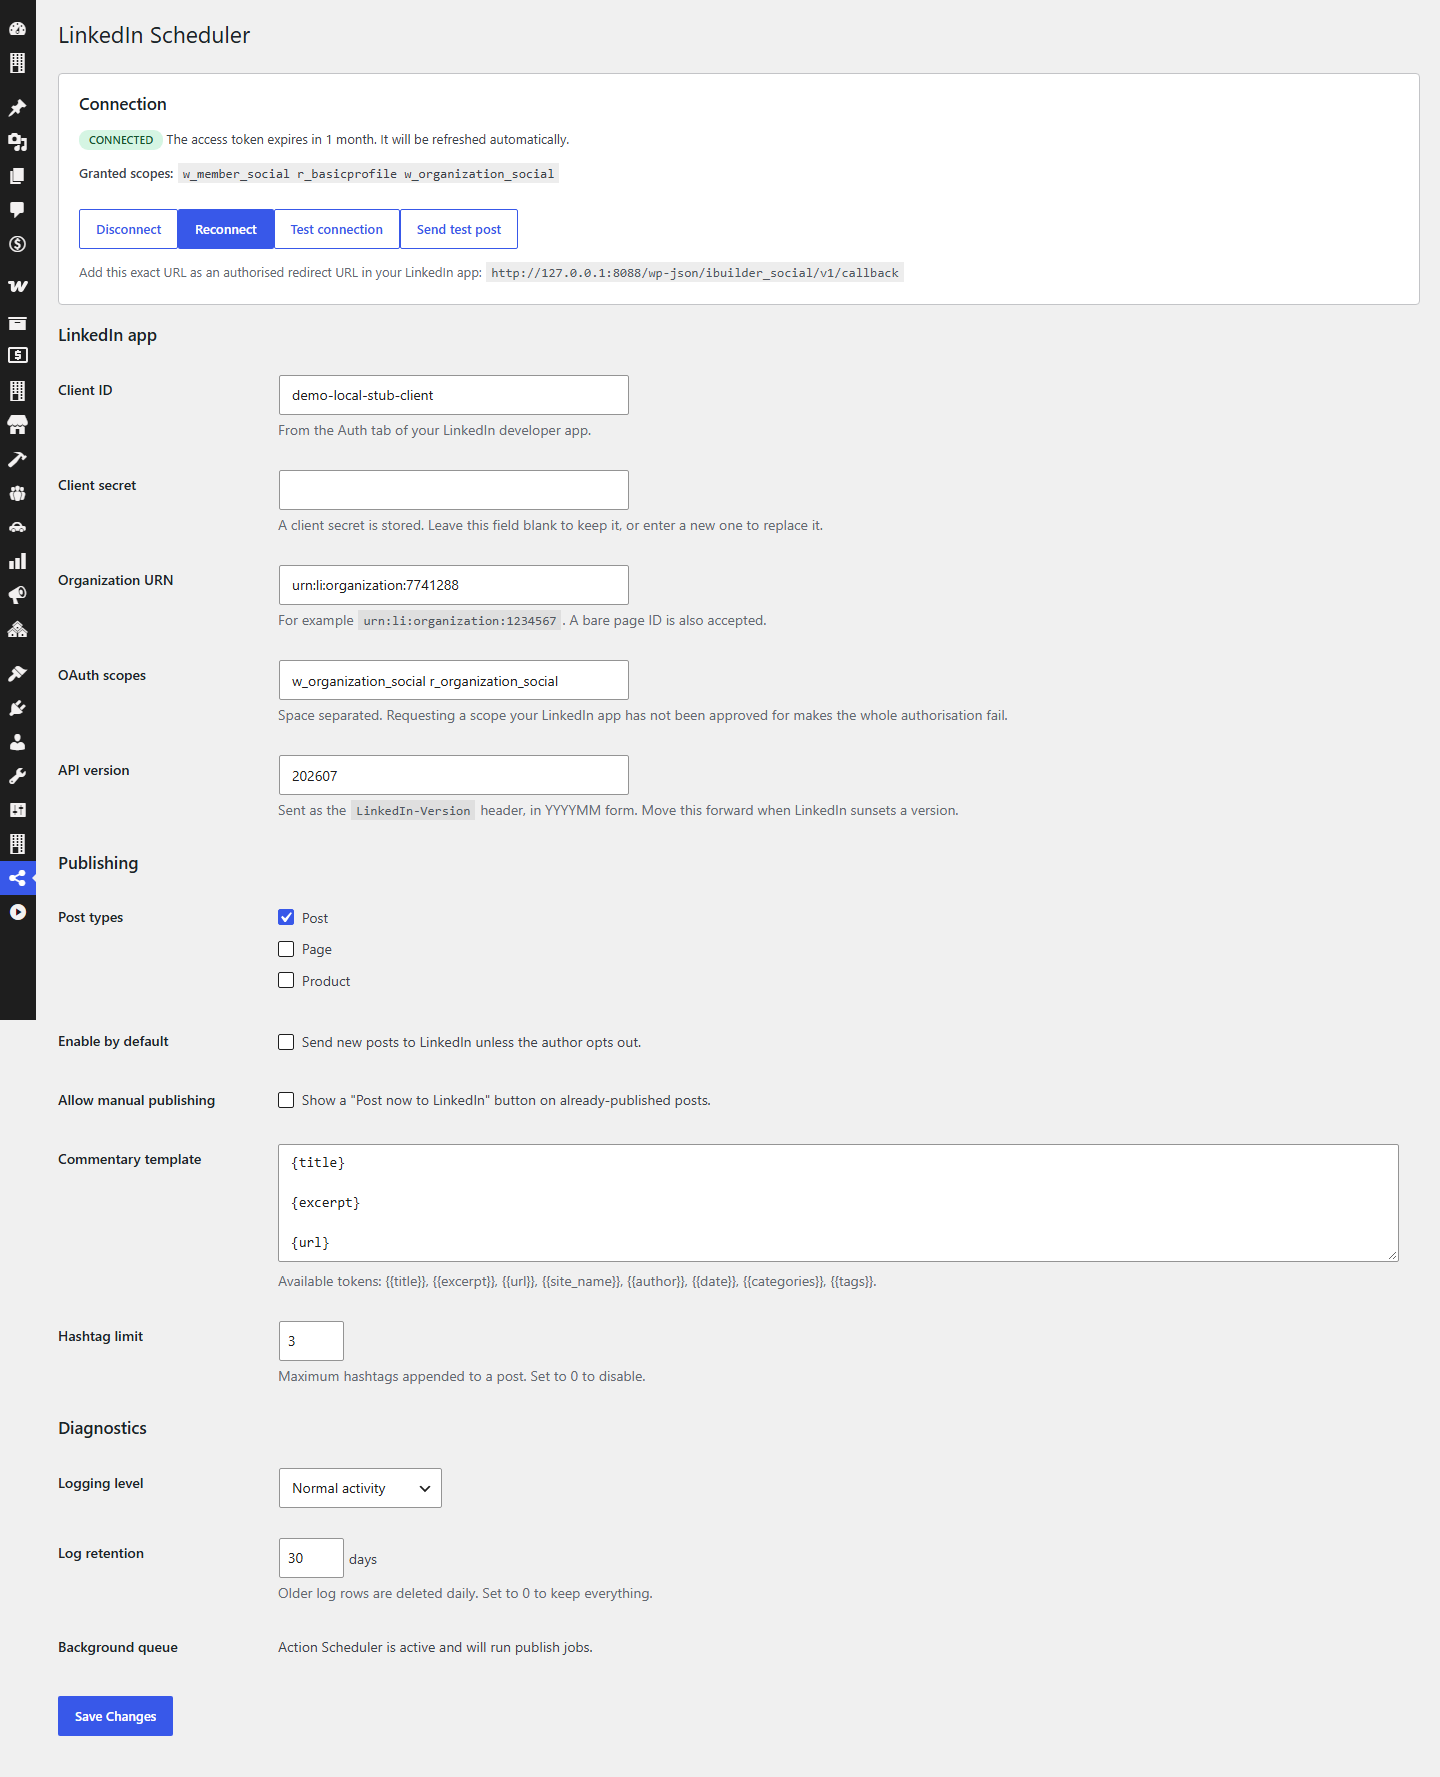 LinkedIn Scheduler
Connection
CONNECTED The access token expires in 1 month. It will be refreshed automatically.
Granted scopes: w_member_social r_basicprofile w_organization_social
Disconnect Reconnect Test connection Send test post
Add this exact URL as an authorised redirect URL in your LinkedIn app: http://127.0.0.1:8088/wp-json/ibuilder_social/v1/callback
LinkedIn app
Client ID demo-local-stub-client
From the Auth tab of your LinkedIn developer app.
Client secret
A client secret is stored. Leave this field blank to keep it, or enter a new one to replace it.
Organization URN urn:li:organization:7741288
For example urn:li:organization:1234567. A bare page ID is also accepted.
OAuth scopes w_organization_social r_organization_social
Space separated. Requesting a scope your LinkedIn app has not been approved for makes the whole authorisation fail.
API version 202607
Sent as the LinkedIn-Version header, in YYYYMM form. Move this forward when LinkedIn sunsets a version.
Publishing
Post types Post
Page
Product
Enable by default Send new posts to LinkedIn unless the author opts out.
Allow manual publishing Show a "Post now to LinkedIn" button on already-published posts.
Commentary template {title}
{excerpt}
{url}
Available tokens: {{title}}, {{excerpt}}, {{url}}, {{site_name}}, {{author}}, {{date}}, {{categories}}, {{tags}}.
Hashtag limit 3
Maximum hashtags appended to a post. Set to 0 to disable.
Diagnostics
Logging level Normal activity
Log retention 30 days
Older log rows are deleted daily. Set to 0 to keep everything.
Background queue Action Scheduler is active and will run publish jobs.
Save Changes